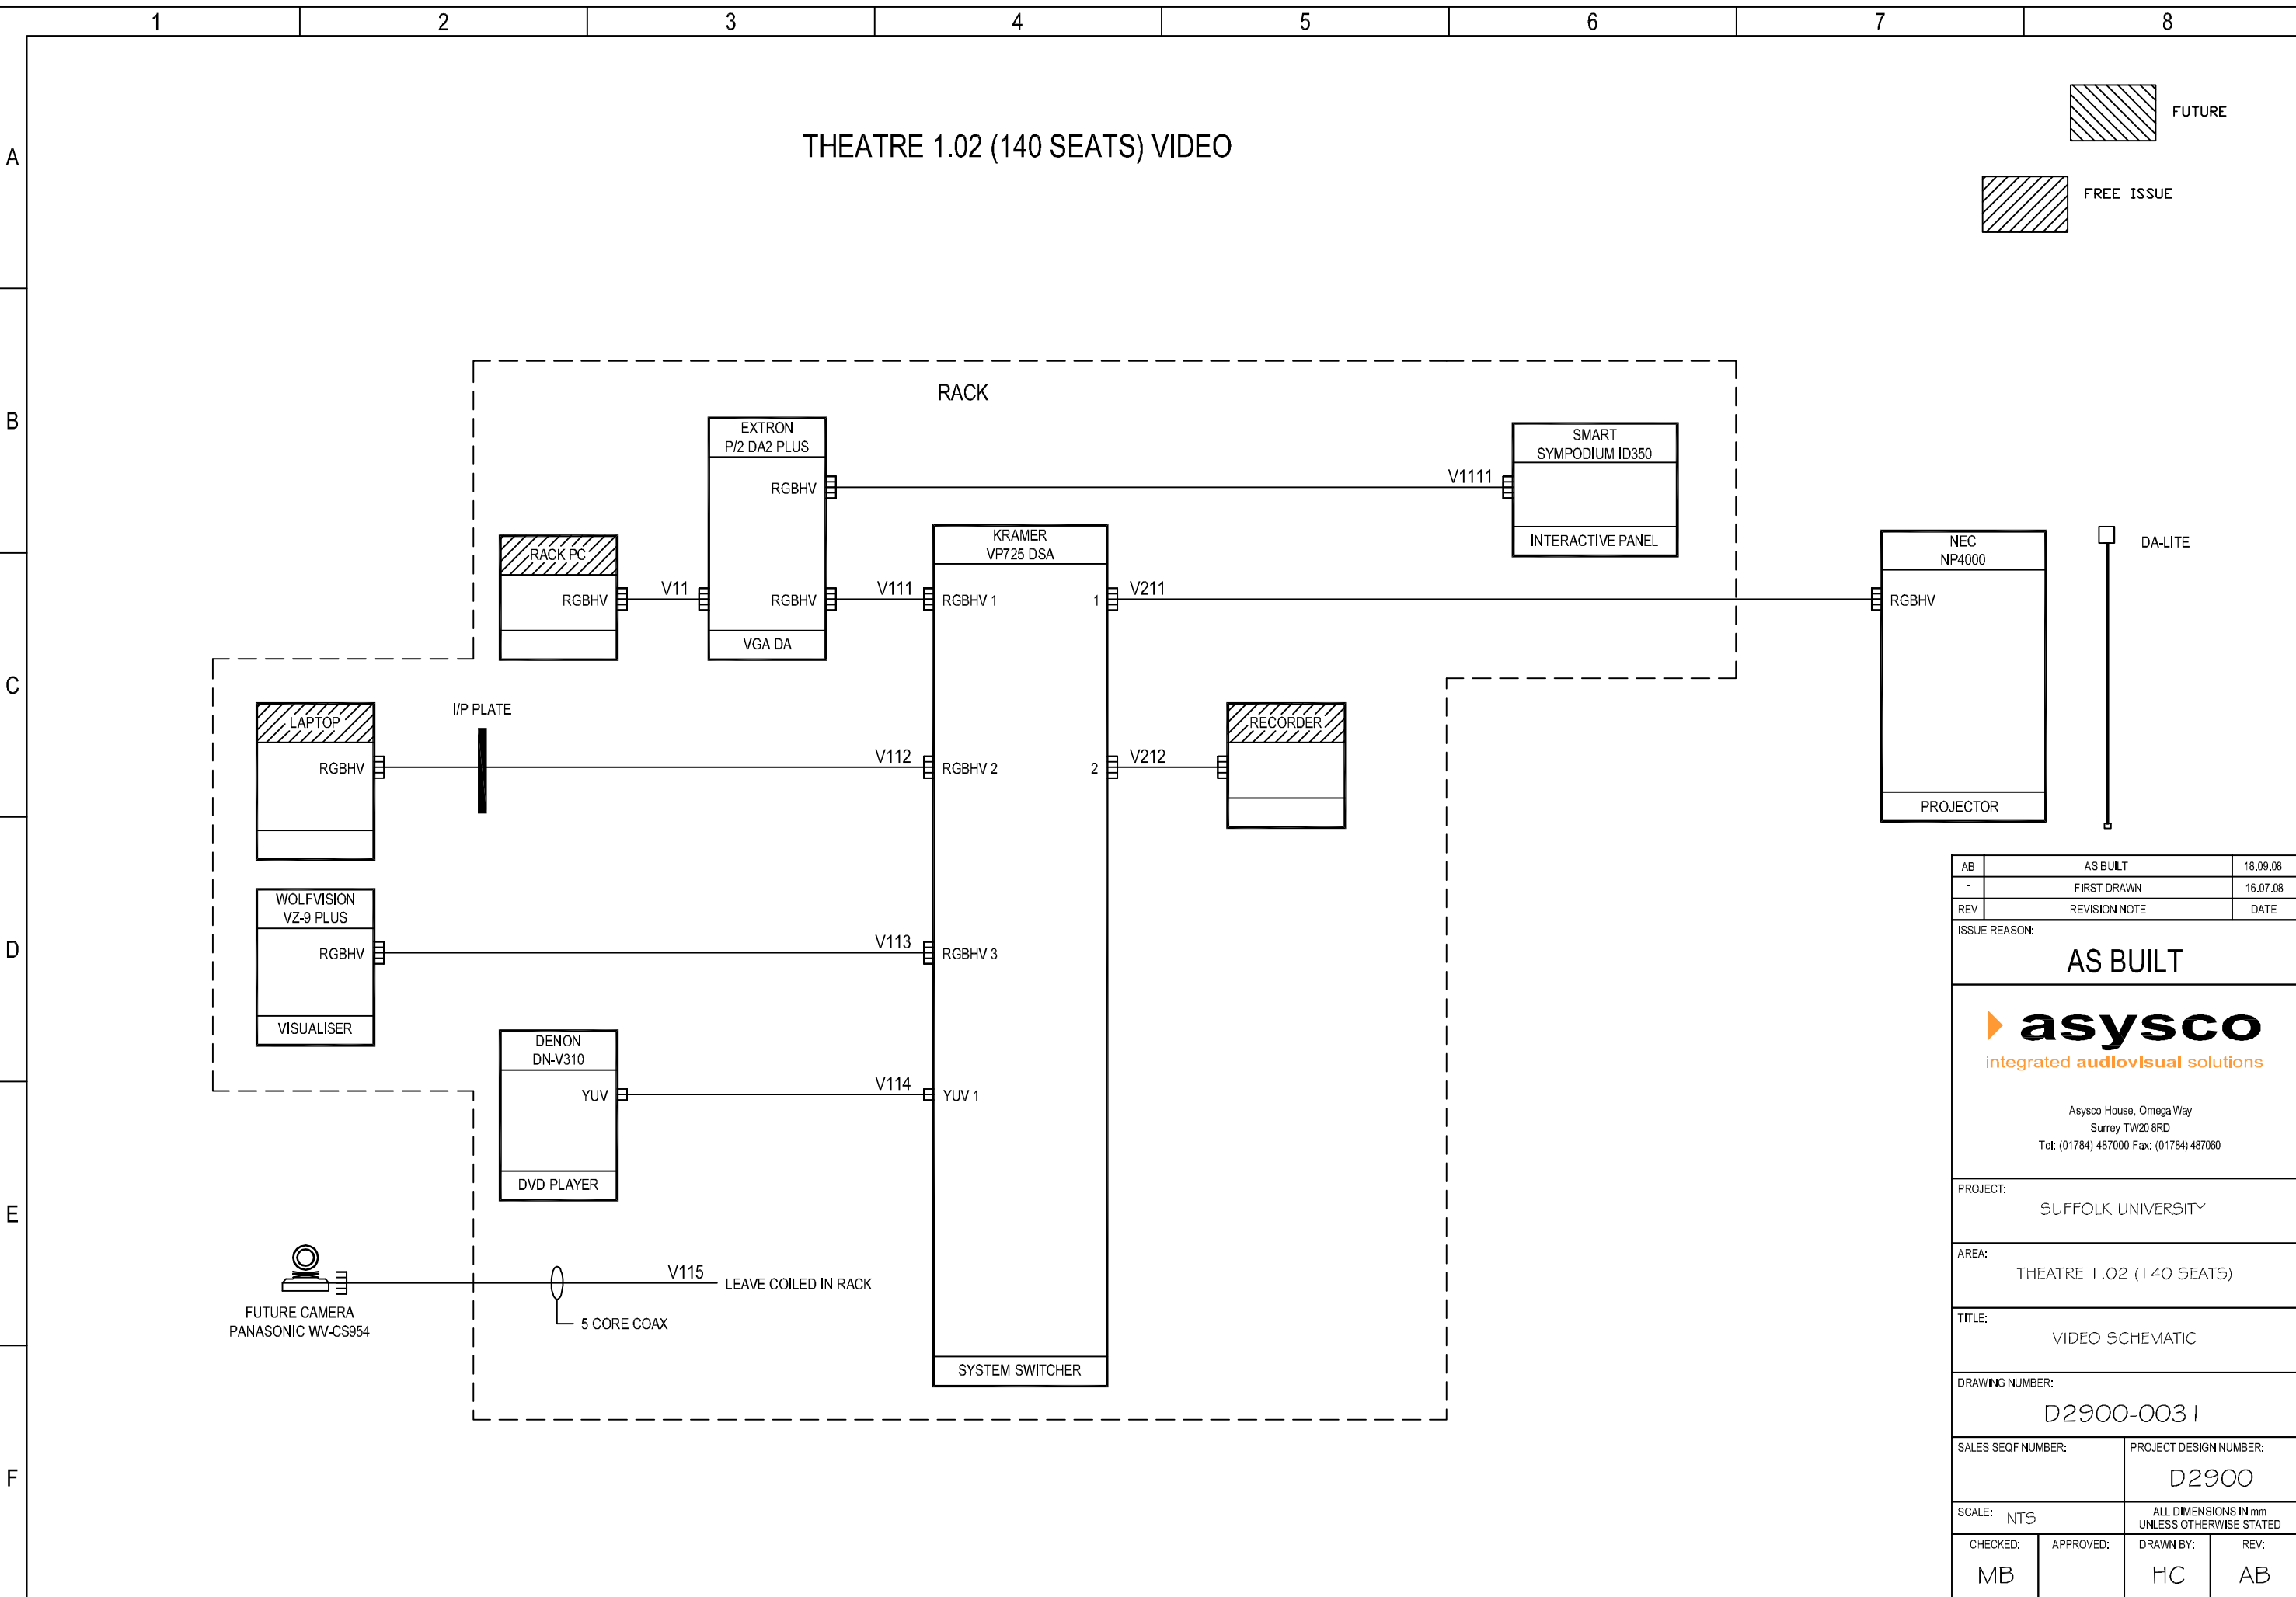 1 2 3 4 5 6 7 8
A
B
C
D
E
F
THEATRE 1.02 (140 SEATS) VIDEO
FUTURE
FREE ISSUE
RACK
EXTRON
P/2 DA2 PLUS
RGBHV
RGBHV
VGA DA
SMART
SYMPODIUM ID350
INTERACTIVE PANEL
V1111
RACK PC
RGBHV
V11
V111
KRAMER
VP725 DSA
RGBHV 1
1
RGBHV 2
2
RGBHV 3
YUV 1
SYSTEM SWITCHER
V211
NEC
NP4000
RGBHV
PROJECTOR
DA-LITE
LAPTOP
RGBHV
I/P PLATE
V112
V212
RECORDER
WOLFVISION
VZ-9 PLUS
RGBHV
VISUALISER
V113
DENON
DN-V310
YUV
DVD PLAYER
V114
FUTURE CAMERA
PANASONIC WV-CS954
V115
LEAVE COILED IN RACK
5 CORE COAX
AB AS BUILT 18.09.08
- FIRST DRAWN 16.07.08
REV REVISION NOTE DATE
ISSUE REASON:
AS BUILT
asysco
integrated audiovisual solutions
Asysco House, Omega Way
Surrey TW20 8RD
Tel: (01784) 487000 Fax: (01784) 487060
PROJECT:
SUFFOLK UNIVERSITY
AREA:
THEATRE 1.02 (140 SEATS)
TITLE:
VIDEO SCHEMATIC
DRAWING NUMBER:
D2900-0031
SALES SEQF NUMBER:
PROJECT DESIGN NUMBER:
D2900
SCALE: NTS
ALL DIMENSIONS IN mm
UNLESS OTHERWISE STATED
CHECKED: APPROVED: DRAWN BY: REV:
MB HC AB